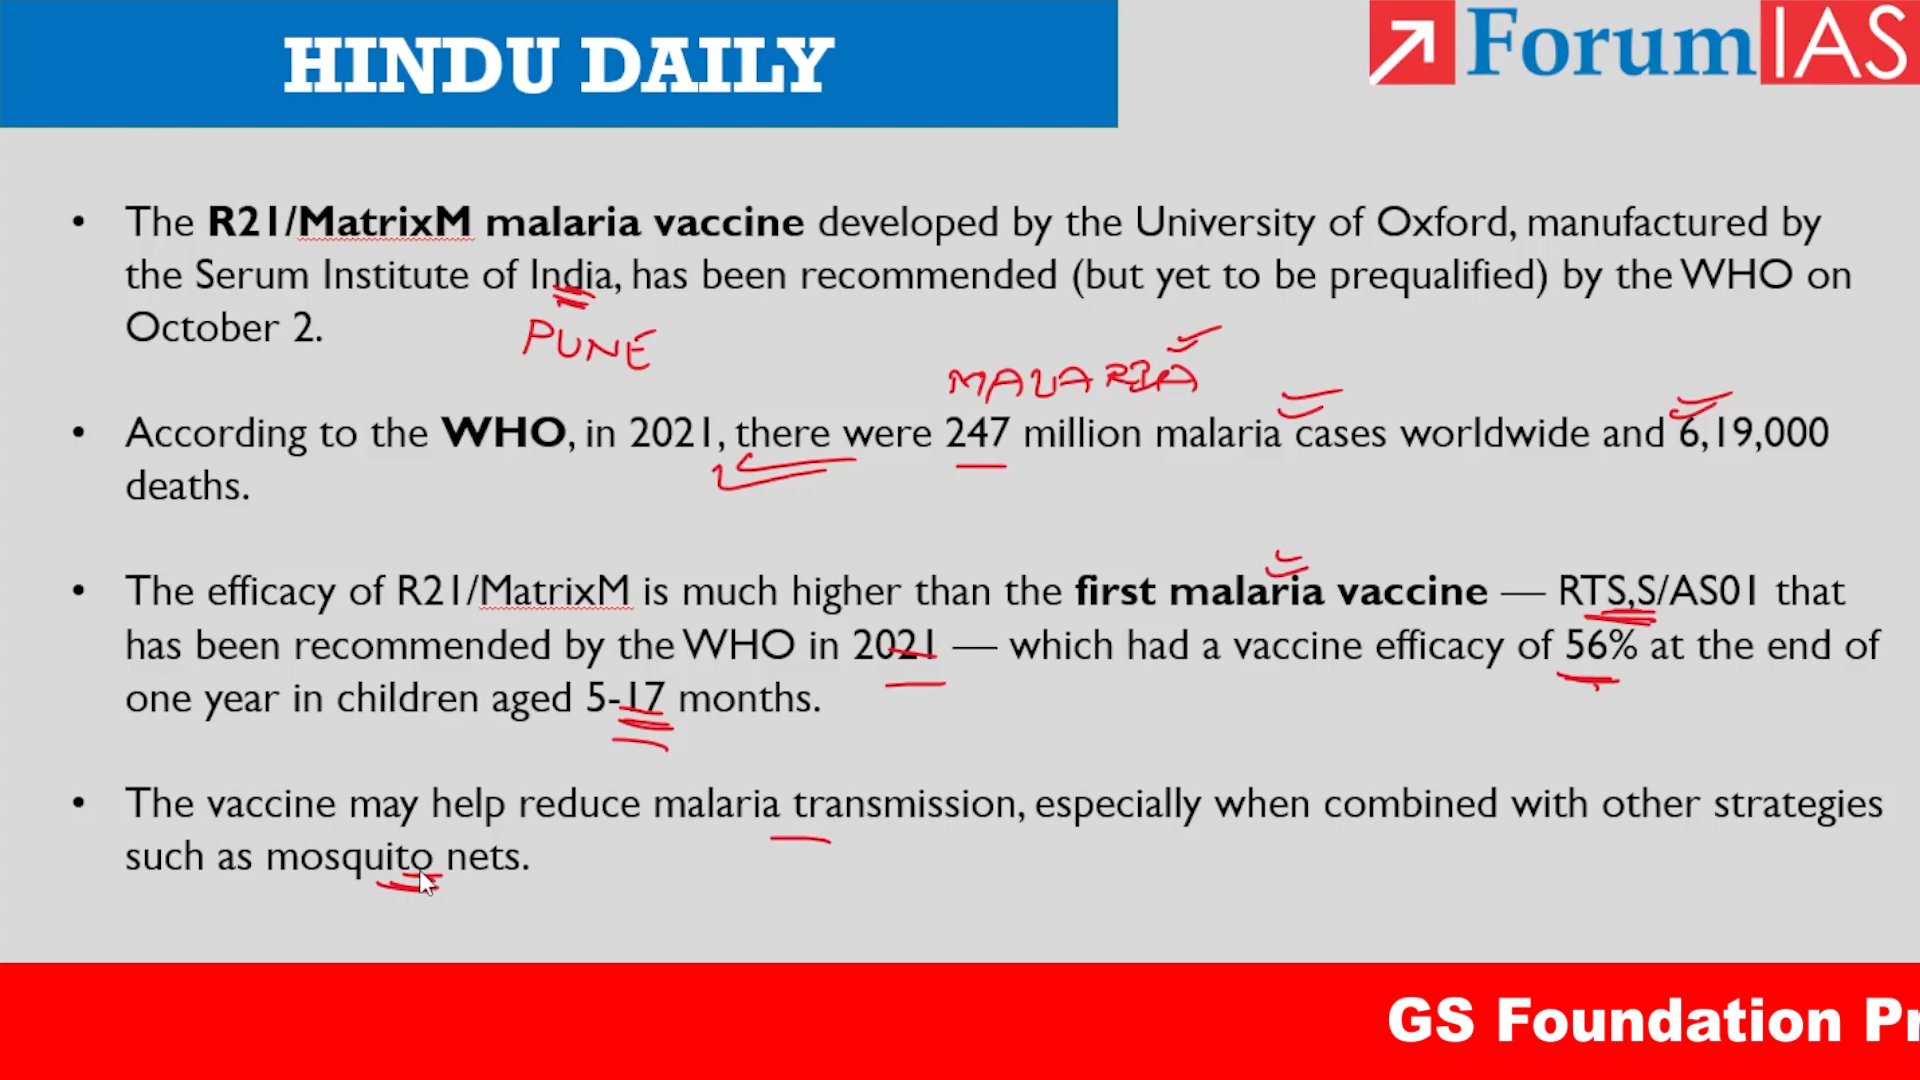 HINDU DAILY
ForumIAS
• The R21/MatrixM malaria vaccine developed by the University of Oxford, manufactured by
the Serum Institute of India, has been recommended (but yet to be prequalified) by the WHO on
October 2.
PUNE
MALARIA
• According to the WHO, in 2021, there were 247 million malaria cases worldwide and 6,19,000
deaths.
• The efficacy of R21/MatrixM is much higher than the first malaria vaccine — RTS,S/AS01 that
has been recommended by the WHO in 2021 — which had a vaccine efficacy of 56% at the end of
one year in children aged 5-17 months.
• The vaccine may help reduce malaria transmission, especially when combined with other strategies
such as mosquito nets.
GS Foundation Pr